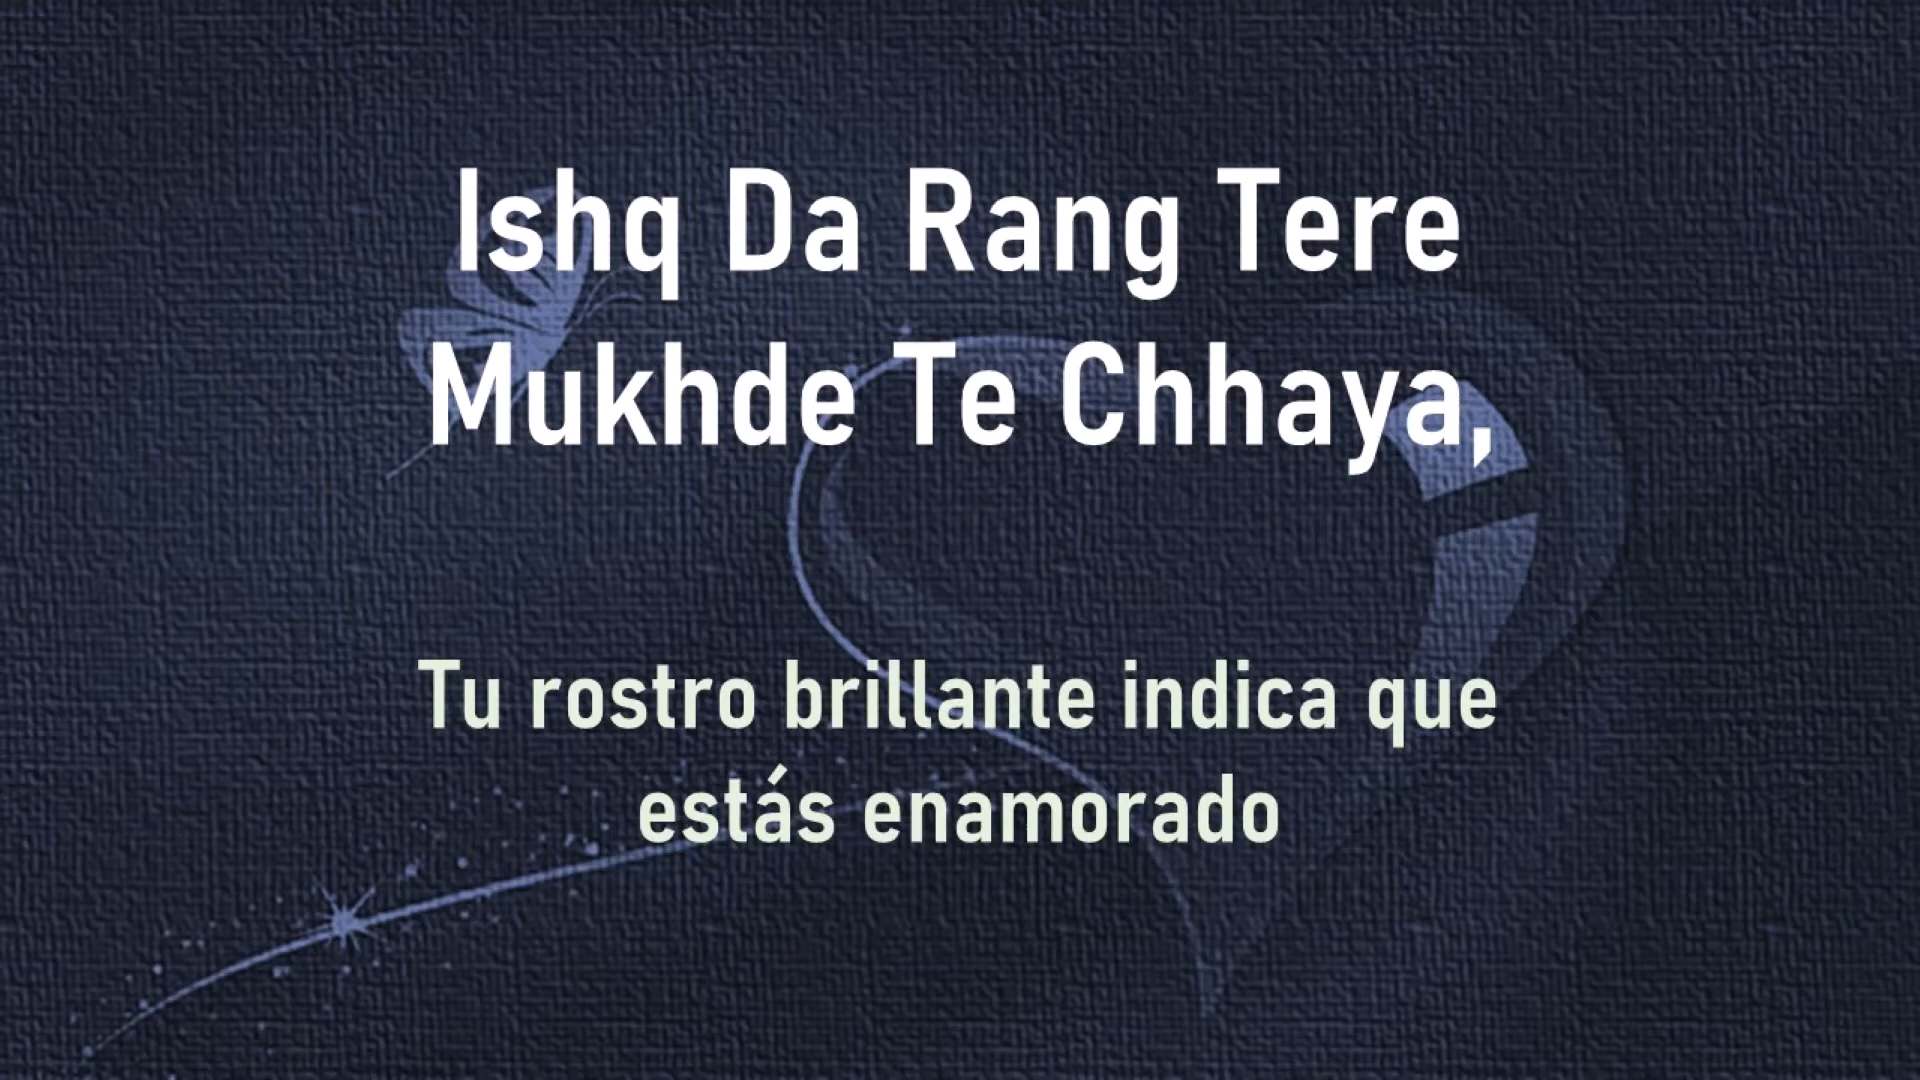 Ishq Da Rang Tere
Mukhde Te Chhaya,
Tu rostro brillante indica que
estás enamorado